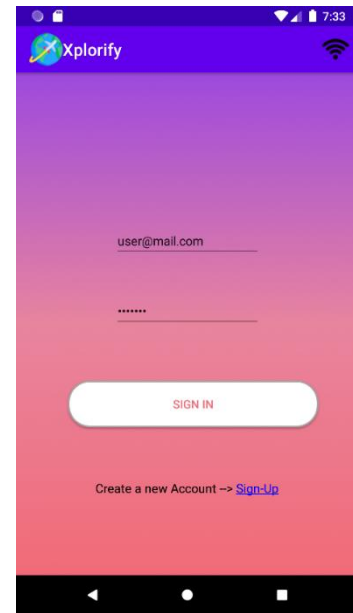 7:33
Xplorify
user@mail.com
•••••••
SIGN IN
Create a new Account --> Sign-Up